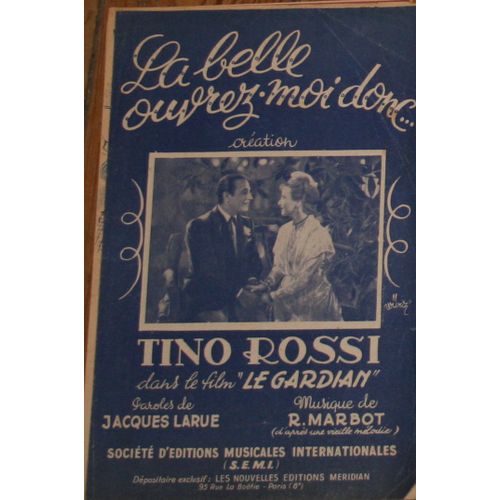 La belle
ouvrez-moi donc...
création
TINO ROSSI
dans le film "LE GARDIAN"
Paroles de
JACQUES LARUE
Musique de
R. MARBOT
(d'après une vieille mélodie)
SOCIÉTÉ D'EDITIONS MUSICALES INTERNATIONALES
(S.E.M.I.)
Dépositaire exclusif : LES NOUVELLES EDITIONS MERIDIAN
95 Rue La Boëtie - Paris (8e)